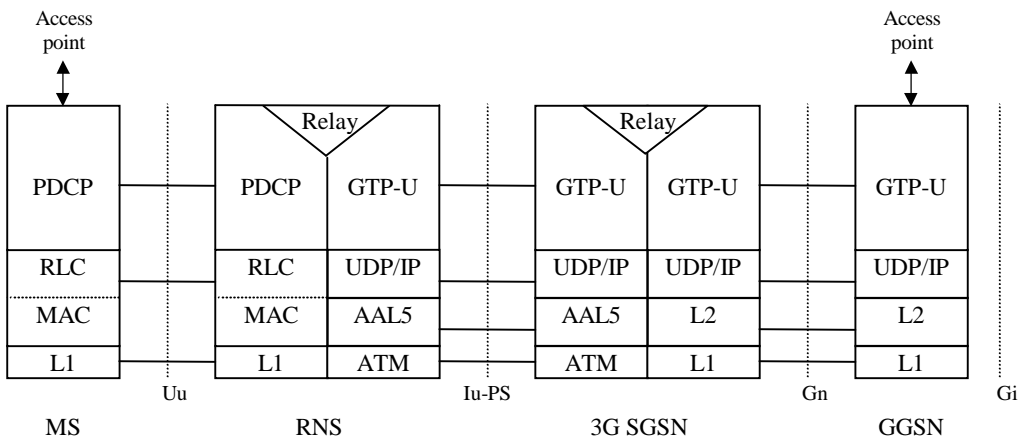 Access
point
Access
point
Relay
Relay
PDCP
PDCP
GTP-U
GTP-U
GTP-U
GTP-U
RLC
RLC
UDP/IP
UDP/IP
UDP/IP
UDP/IP
MAC
MAC
AAL5
AAL5
L2
L2
L1
L1
ATM
ATM
L1
L1
Uu
Iu-PS
Gn
Gi
MS
RNS
3G SGSN
GGSN